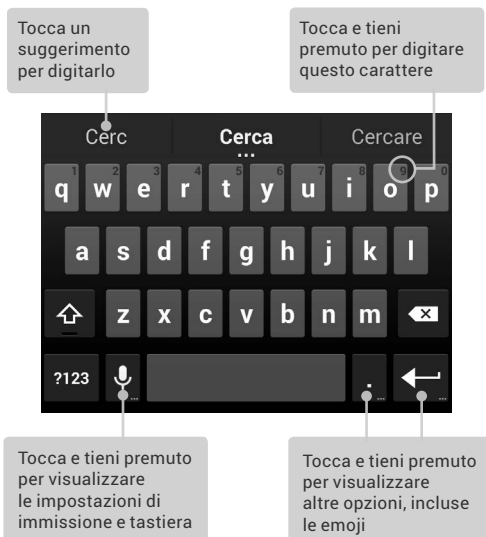 Tocca un
suggerimento
per digitarlo
Tocca e tieni
premuto per digitare
questo carattere
Cerc Cerca Cercare
...
1 2 3 4 5 6 7 8 9 0
q w e r t y u i o p
a s d f g h j k l
z x c v b n m
?123 . ...
Tocca e tieni premuto
per visualizzare
le impostazioni di
immissione e tastiera
Tocca e tieni premuto
per visualizzare
altre opzioni, incluse
le emoji